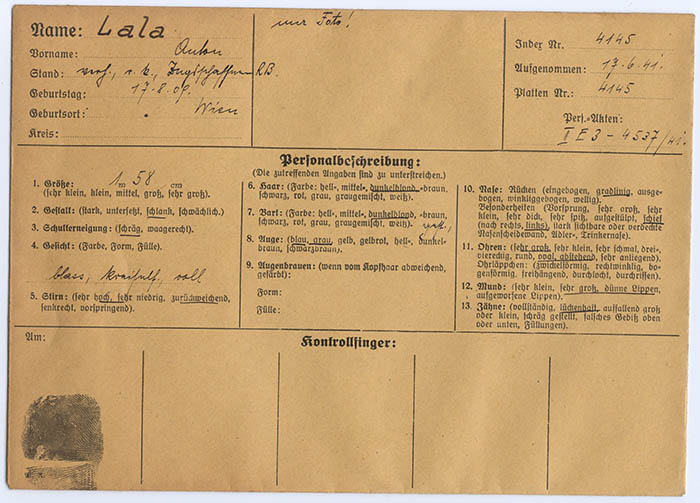 Name: Lala
Vorname: Anton
Stand: verh., r. k., Zugschaffner RB.
Geburtstag: 17.8.09.
Geburtsort: Wien
Kreis:
nur Foto!
Index Nr. 4145
Aufgenommen: 17.6.41.
Platten Nr.: 4145
Pers.-Akten:
II E 3 - 4537/41.
Personalbeschreibung:
(Die zutreffenden Angaben sind zu unterstreichen.)
1. Größe: 1 m 58 cm
(sehr klein, klein, mittel, groß, sehr groß).
2. Gestalt: (stark, untersetzt, schlank, schwächlich).
3. Schulterneigung: (schräg, waagerecht).
4. Gesicht: (Farbe, Form, Fülle).
blass, voll
5. Stirn: (sehr hoch, sehr niedrig, zurückweichend,
senkrecht, vorspringend).
6. Haar: (Farbe: hell-, mittel-, dunkelblond, -braun,
schwarz, rot, grau, graugemischt, weiß).
7. Bart: (Farbe: hell-, mittel-, dunkelblond, -braun,
schwarz, rot, grau, graugemischt, weiß).
8. Auge: (blau, grau, gelb, gelbrot, hell-, dunkel-
braun, schwarzbraun).
9. Augenbrauen: (wenn vom Kopfhaar abweichend,
gefärbt):
Form:
Fülle:
10. Nase: Rücken (eingebogen, gradlinig, ausge-
bogen, winkliggebogen, wellig).
Besonderheiten (Vorsprung, sehr groß, sehr
klein, sehr dick, sehr spitz, aufgestülpt, schief
(nach rechts, links), stark sichtbare oder verdeckte
Nasenscheidewand, Adler-, Trinkernase).
11. Ohren: (sehr groß, sehr klein, sehr schmal, drei-,
viereckig, rund, oval, abstehend, sehr anliegend).
Ohrläppchen: (zwickelförmig, rechtwinklig, bo-
genförmig, freihängend, durchlocht, durchrissen).
12. Mund: (sehr klein, sehr groß, dünne Lippen,
aufgeworfene Lippen).
13. Zähne: (vollständig, lückenhaft, auffallend groß
oder klein, schräg gestellt, falsches Gebiß oben
oder unten, Füllungen).
Am:
Kontrollfinger: